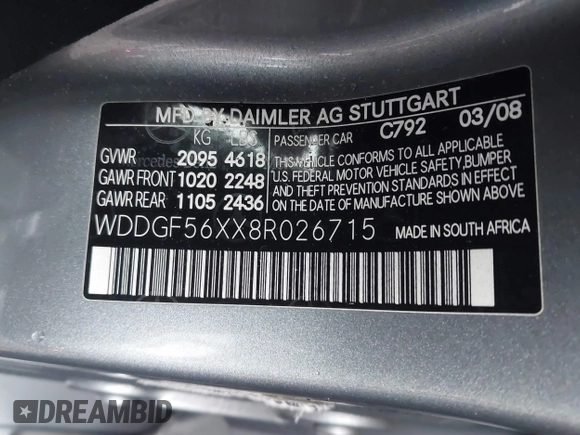 MFD. BY DAIMLER AG STUTTGART
KG LBS PASSENGER CAR C792 03/08
GVWR 2095 4618 THIS VEHICLE CONFORMS TO ALL APPLICABLE
GAWR FRONT 1020 2248 U.S. FEDERAL MOTOR VEHICLE SAFETY, BUMPER
GAWR REAR 1105 2436 AND THEFT PREVENTION STANDARDS IN EFFECT
ON THE DATE OF MANUFACTURE SHOWN ABOVE
WDDGF56XX8R026715 MADE IN SOUTH AFRICA
DREAMBID